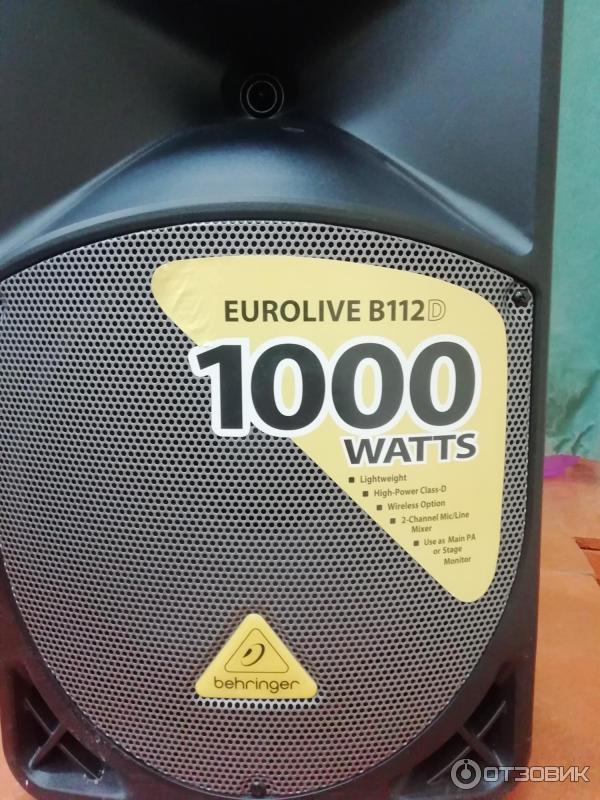 EUROLIVE B112D
1000
WATTS
Lightweight
High-Power Class-D
Wireless Option
2-Channel Mic/Line
Mixer
Use as Main PA
or Stage
Monitor
behringer
ОТЗОВИК